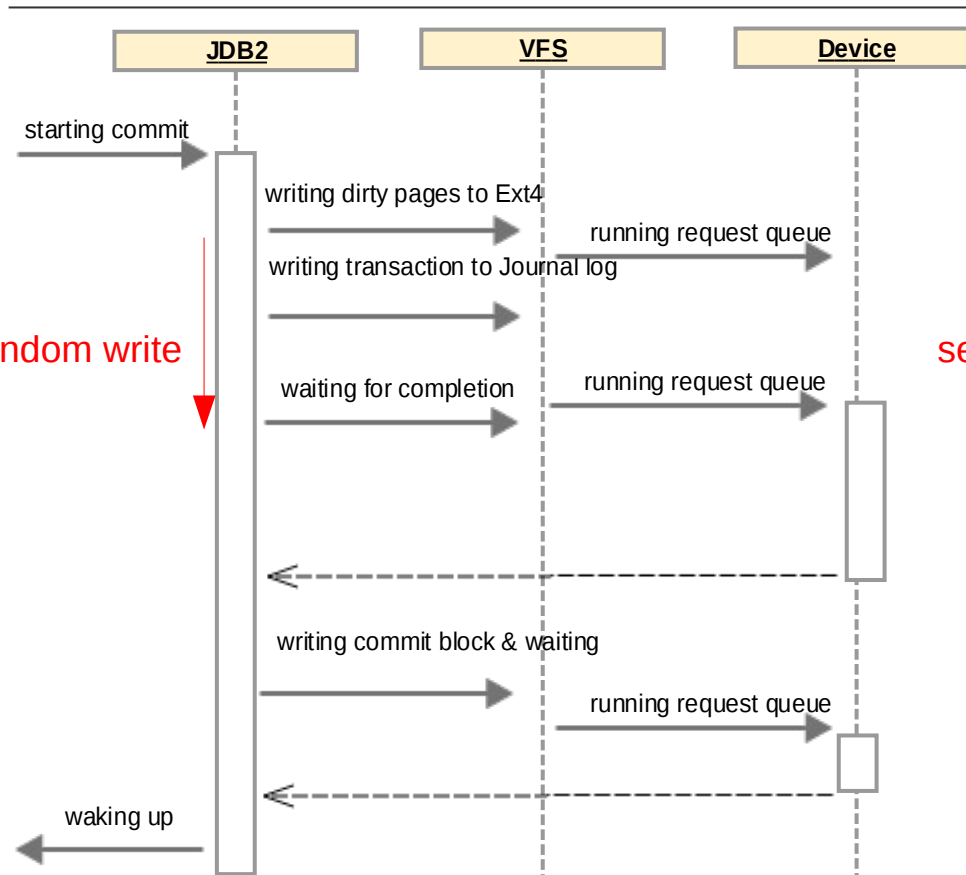 JDB2
VFS
Device
starting commit
writing dirty pages to Ext4
running request queue
writing transaction to Journal log
ndom write
se
waiting for completion
running request queue
writing commit block & waiting
running request queue
waking up